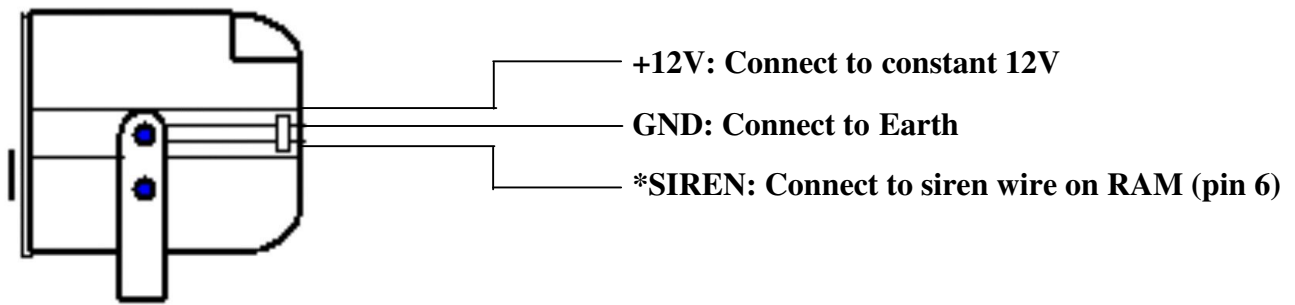 +12V: Connect to constant 12V
GND: Connect to Earth
*SIREN: Connect to siren wire on RAM (pin 6)